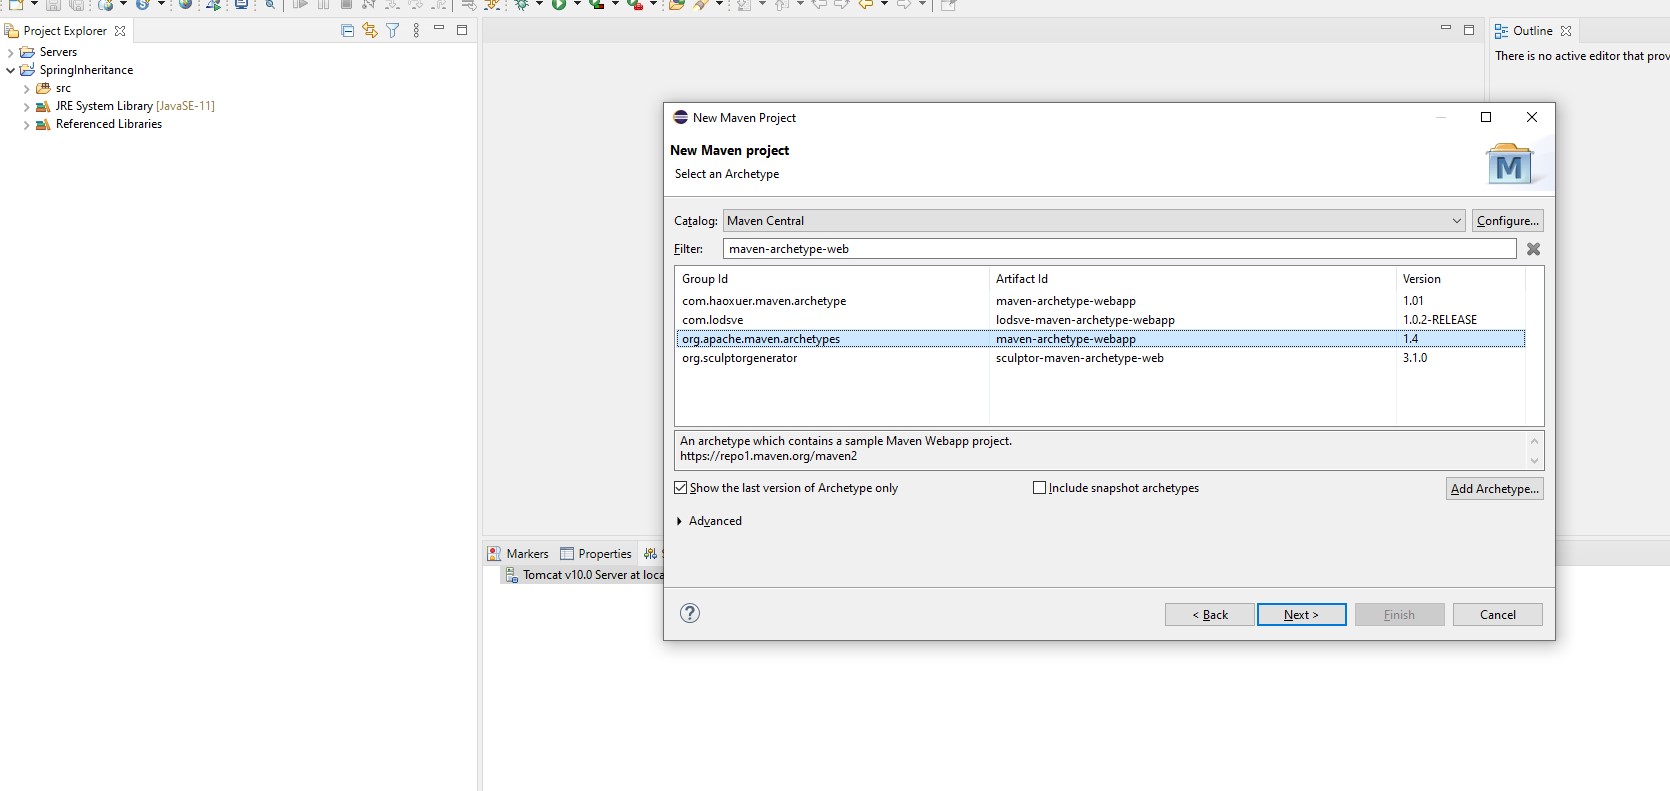 Project Explorer
Servers
SpringInheritance
src
JRE System Library [JavaSE-11]
Referenced Libraries
Outline
There is no active editor that prov
New Maven Project
New Maven project
Select an Archetype
Catalog: Maven Central Configure...
Filter: maven-archetype-web
Group Id Artifact Id Version
com.haoxuer.maven.archetype maven-archetype-webapp 1.01
com.lodsve lodsve-maven-archetype-webapp 1.0.2-RELEASE
org.apache.maven.archetypes maven-archetype-webapp 1.4
org.sculptorgenerator sculptor-maven-archetype-web 3.1.0
An archetype which contains a sample Maven Webapp project.
https://repo1.maven.org/maven2
Show the last version of Archetype only Include snapshot archetypes Add Archetype...
Advanced
Markers Properties S
Tomcat v10.0 Server at loca
< Back Next > Finish Cancel